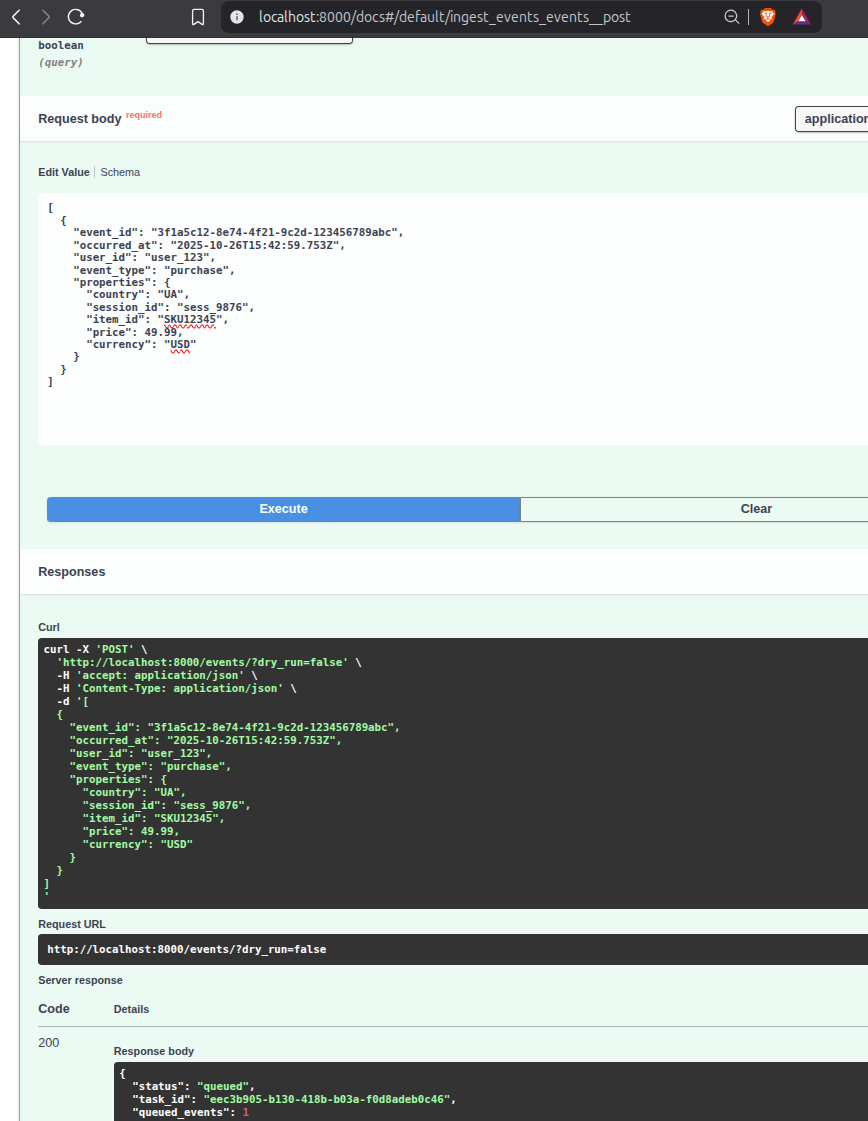 localhost:8000/docs#/default/ingest_events_events__post
boolean
(query)
Request body required
application
Edit Value | Schema
[
  {
    "event_id": "3f1a5c12-8e74-4f21-9c2d-123456789abc",
    "occurred_at": "2025-10-26T15:42:59.753Z",
    "user_id": "user_123",
    "event_type": "purchase",
    "properties": {
      "country": "UA",
      "session_id": "sess_9876",
      "item_id": "SKU12345",
      "price": 49.99,
      "currency": "USD"
    }
  }
]
Execute
Clear
Responses
Curl
curl -X 'POST' \
  'http://localhost:8000/events/?dry_run=false' \
  -H 'accept: application/json' \
  -H 'Content-Type: application/json' \
  -d '[
  {
    "event_id": "3f1a5c12-8e74-4f21-9c2d-123456789abc",
    "occurred_at": "2025-10-26T15:42:59.753Z",
    "user_id": "user_123",
    "event_type": "purchase",
    "properties": {
      "country": "UA",
      "session_id": "sess_9876",
      "item_id": "SKU12345",
      "price": 49.99,
      "currency": "USD"
    }
  }
]
'
Request URL
http://localhost:8000/events/?dry_run=false
Server response
Code Details
200
Response body
{
  "status": "queued",
  "task_id": "eec3b905-b130-418b-b03a-f0d8adeb0c46",
  "queued_events": 1